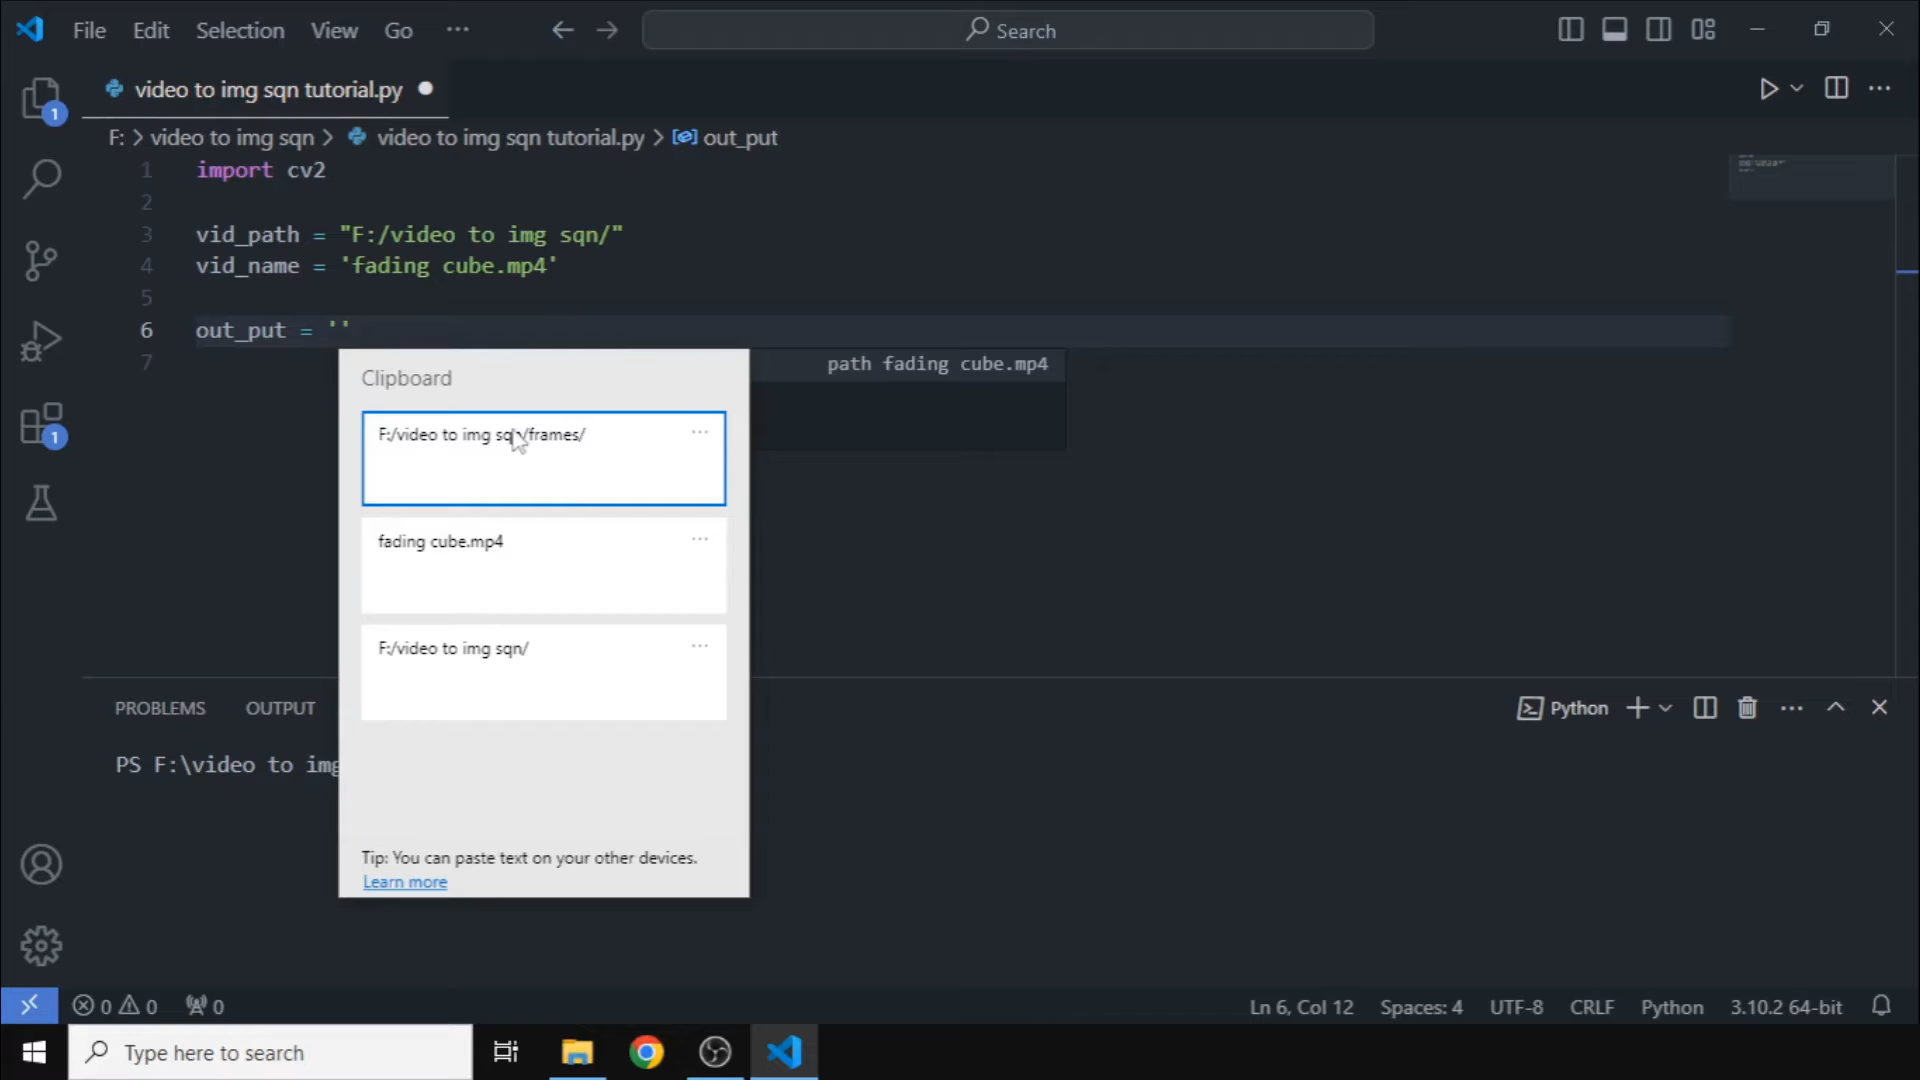 File Edit Selection View Go ···
Search
video to img sqn tutorial.py
F: > video to img sqn > video to img sqn tutorial.py > out_put
1 import cv2
2
3 vid_path = "F:/video to img sqn/"
4 vid_name = 'fading cube.mp4'
5
6 out_put = ''
7
path fading cube.mp4
Clipboard
F:/video to img sqn/frames/
fading cube.mp4
F:/video to img sqn/
Tip: You can paste text on your other devices.
Learn more
1
1
PROBLEMS OUTPUT
Python
PS F:\video to img
0 0 0
Ln 6, Col 12 Spaces: 4 UTF-8 CRLF Python 3.10.2 64-bit
Type here to search